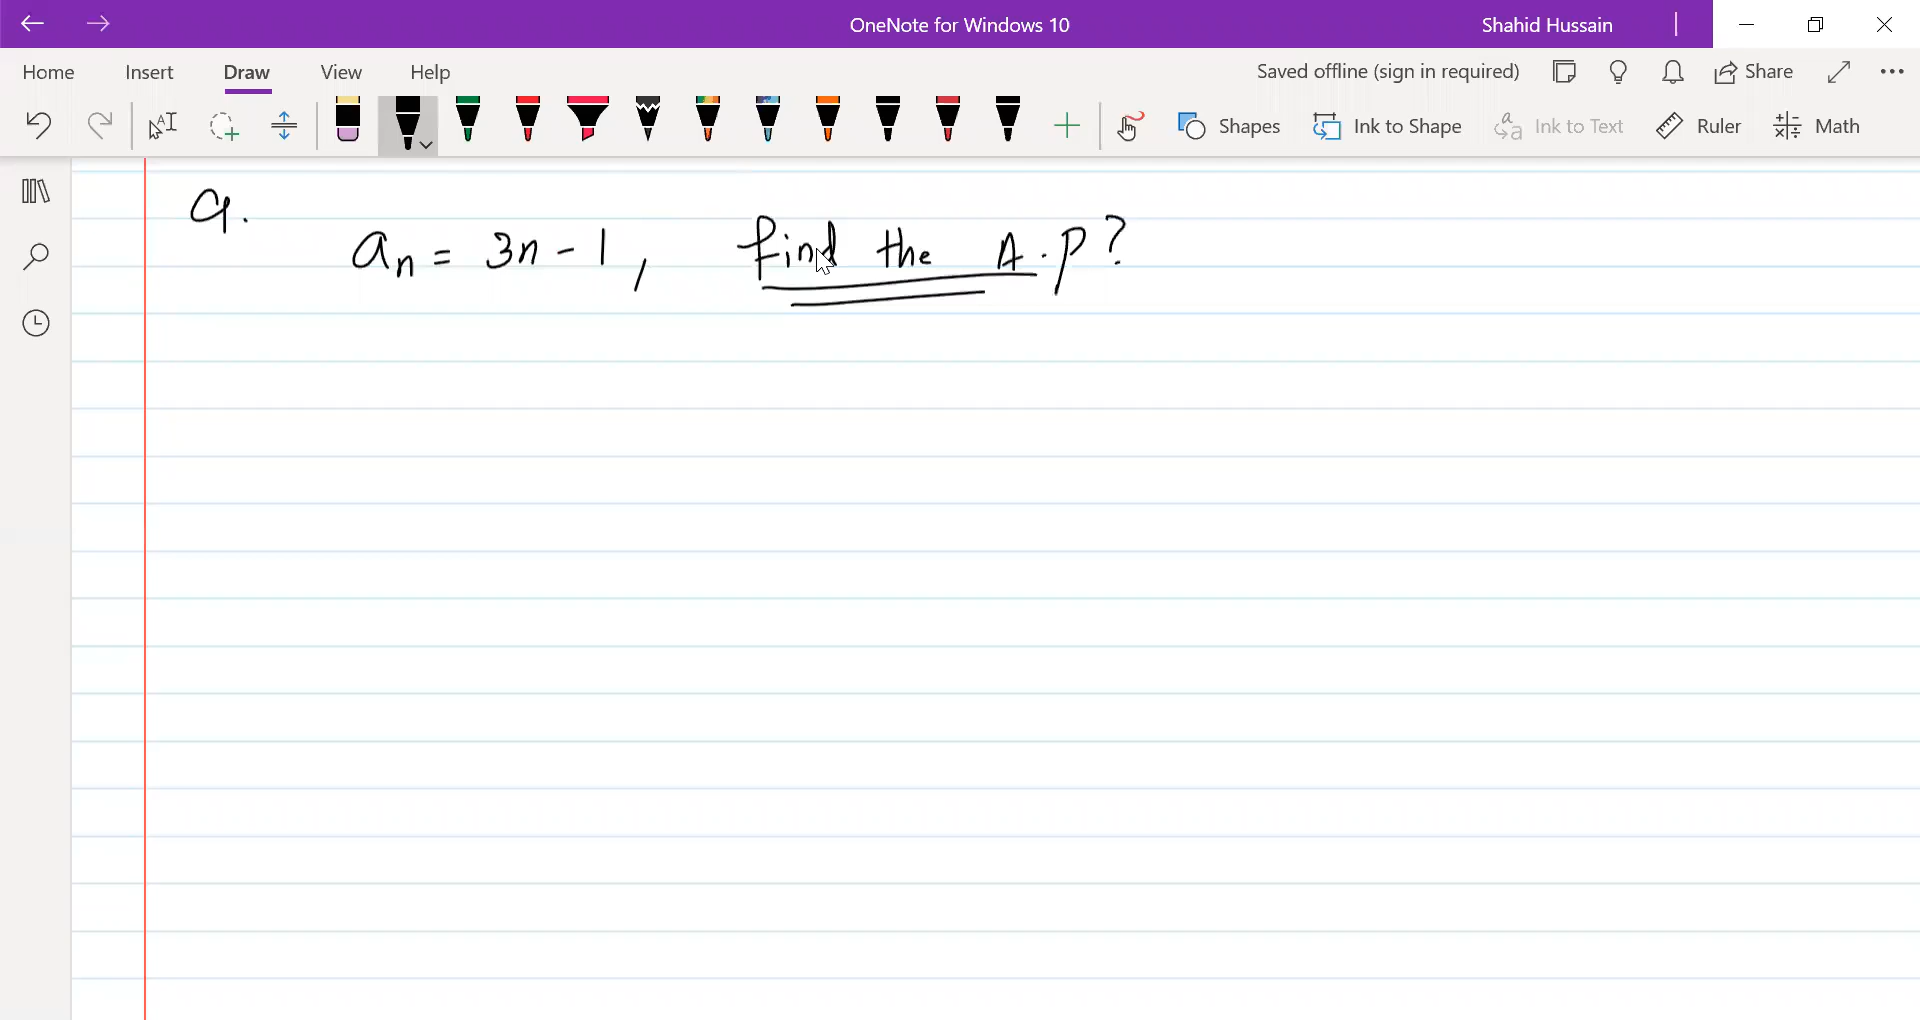 OneNote for Windows 10
Shahid Hussain
Home Insert Draw View Help
Saved offline (sign in required) Share
Shapes Ink to Shape Ink to Text Ruler Math
Q.
aₙ = 3n - 1, find the A.P?